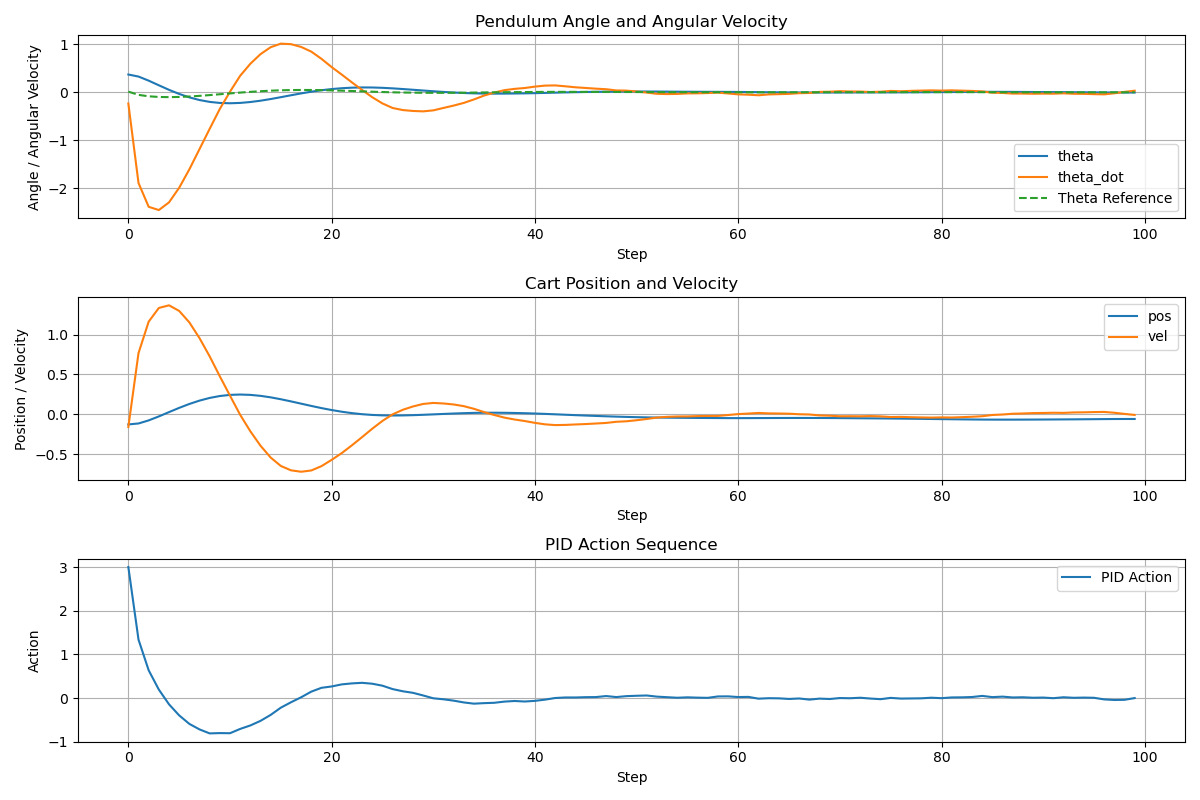 Pendulum Angle and Angular Velocity
Angle / Angular Velocity
1
0
−1
−2
theta
theta_dot
Theta Reference
0 20 40 60 80 100
Step
Cart Position and Velocity
Position / Velocity
1.0
0.5
0.0
−0.5
pos
vel
0 20 40 60 80 100
Step
PID Action Sequence
Action
3
2
1
0
−1
PID Action
0 20 40 60 80 100
Step